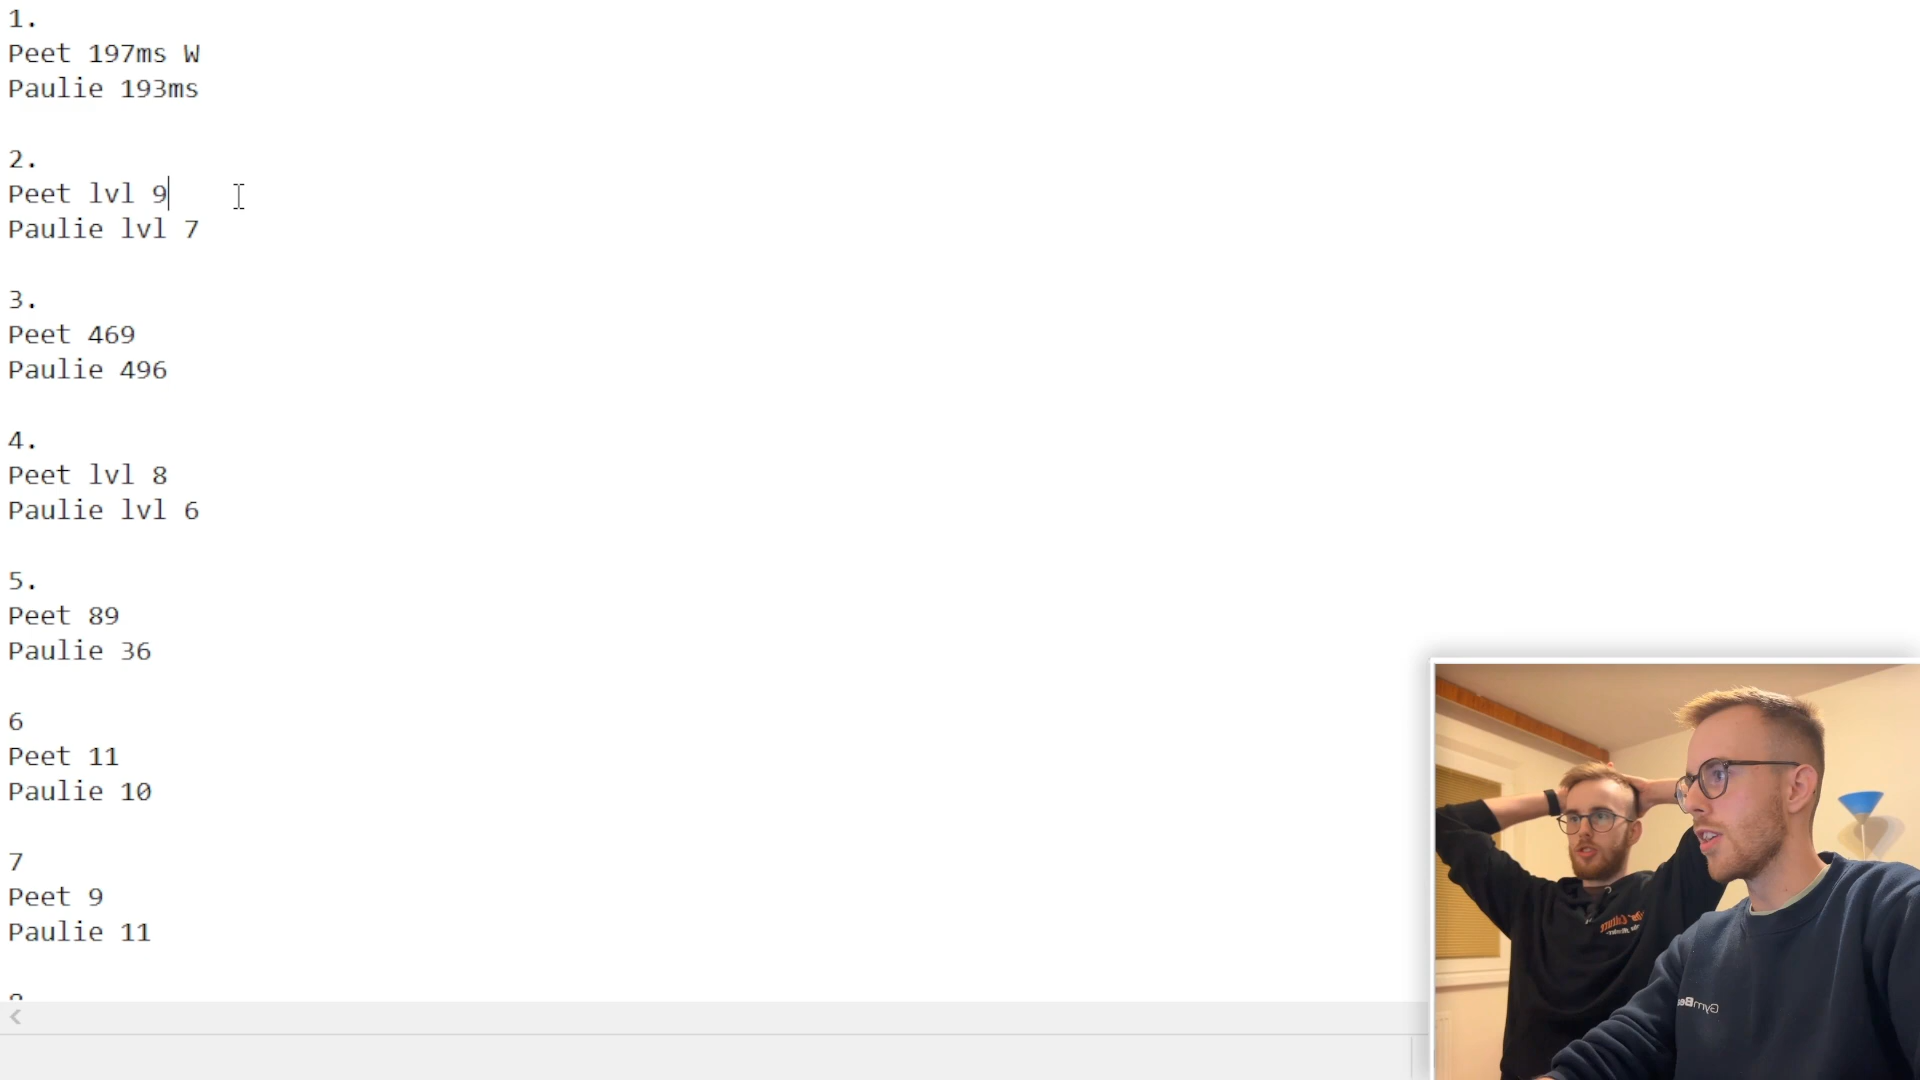 1.
Peet 197ms W
Paulie 193ms
2.
Peet lvl 9
Paulie lvl 7
3.
Peet 469
Paulie 496
4.
Peet lvl 8
Paulie lvl 6
5.
Peet 89
Paulie 36
6
Peet 11
Paulie 10
7
Peet 9
Paulie 11